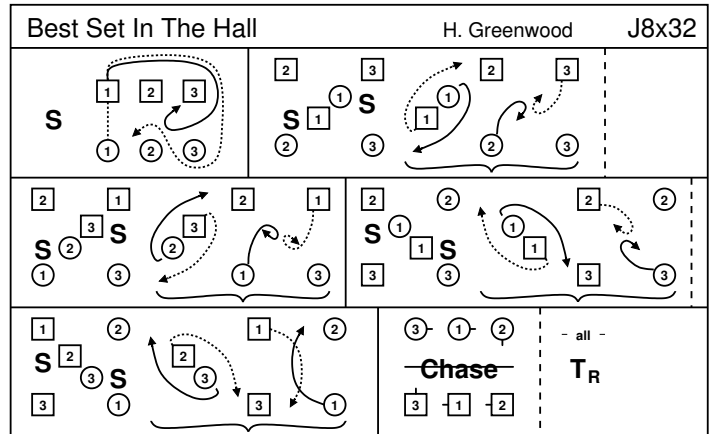 Best Set In The Hall H. Greenwood J8x32
2 3 2 3
1 2 3
1 S 1
S S 1 1
1 2 3 2 3 2 3
2 1 2 1 2 2 2 2
3 S 3 S 1 S 1
S 2 2 1 1
1 3 1 3 3 3 3 3
1 2 1 2 3 1 2 - all -
S 2 2 Chase TR
3 S 3
3 1 3 1 3 1 2